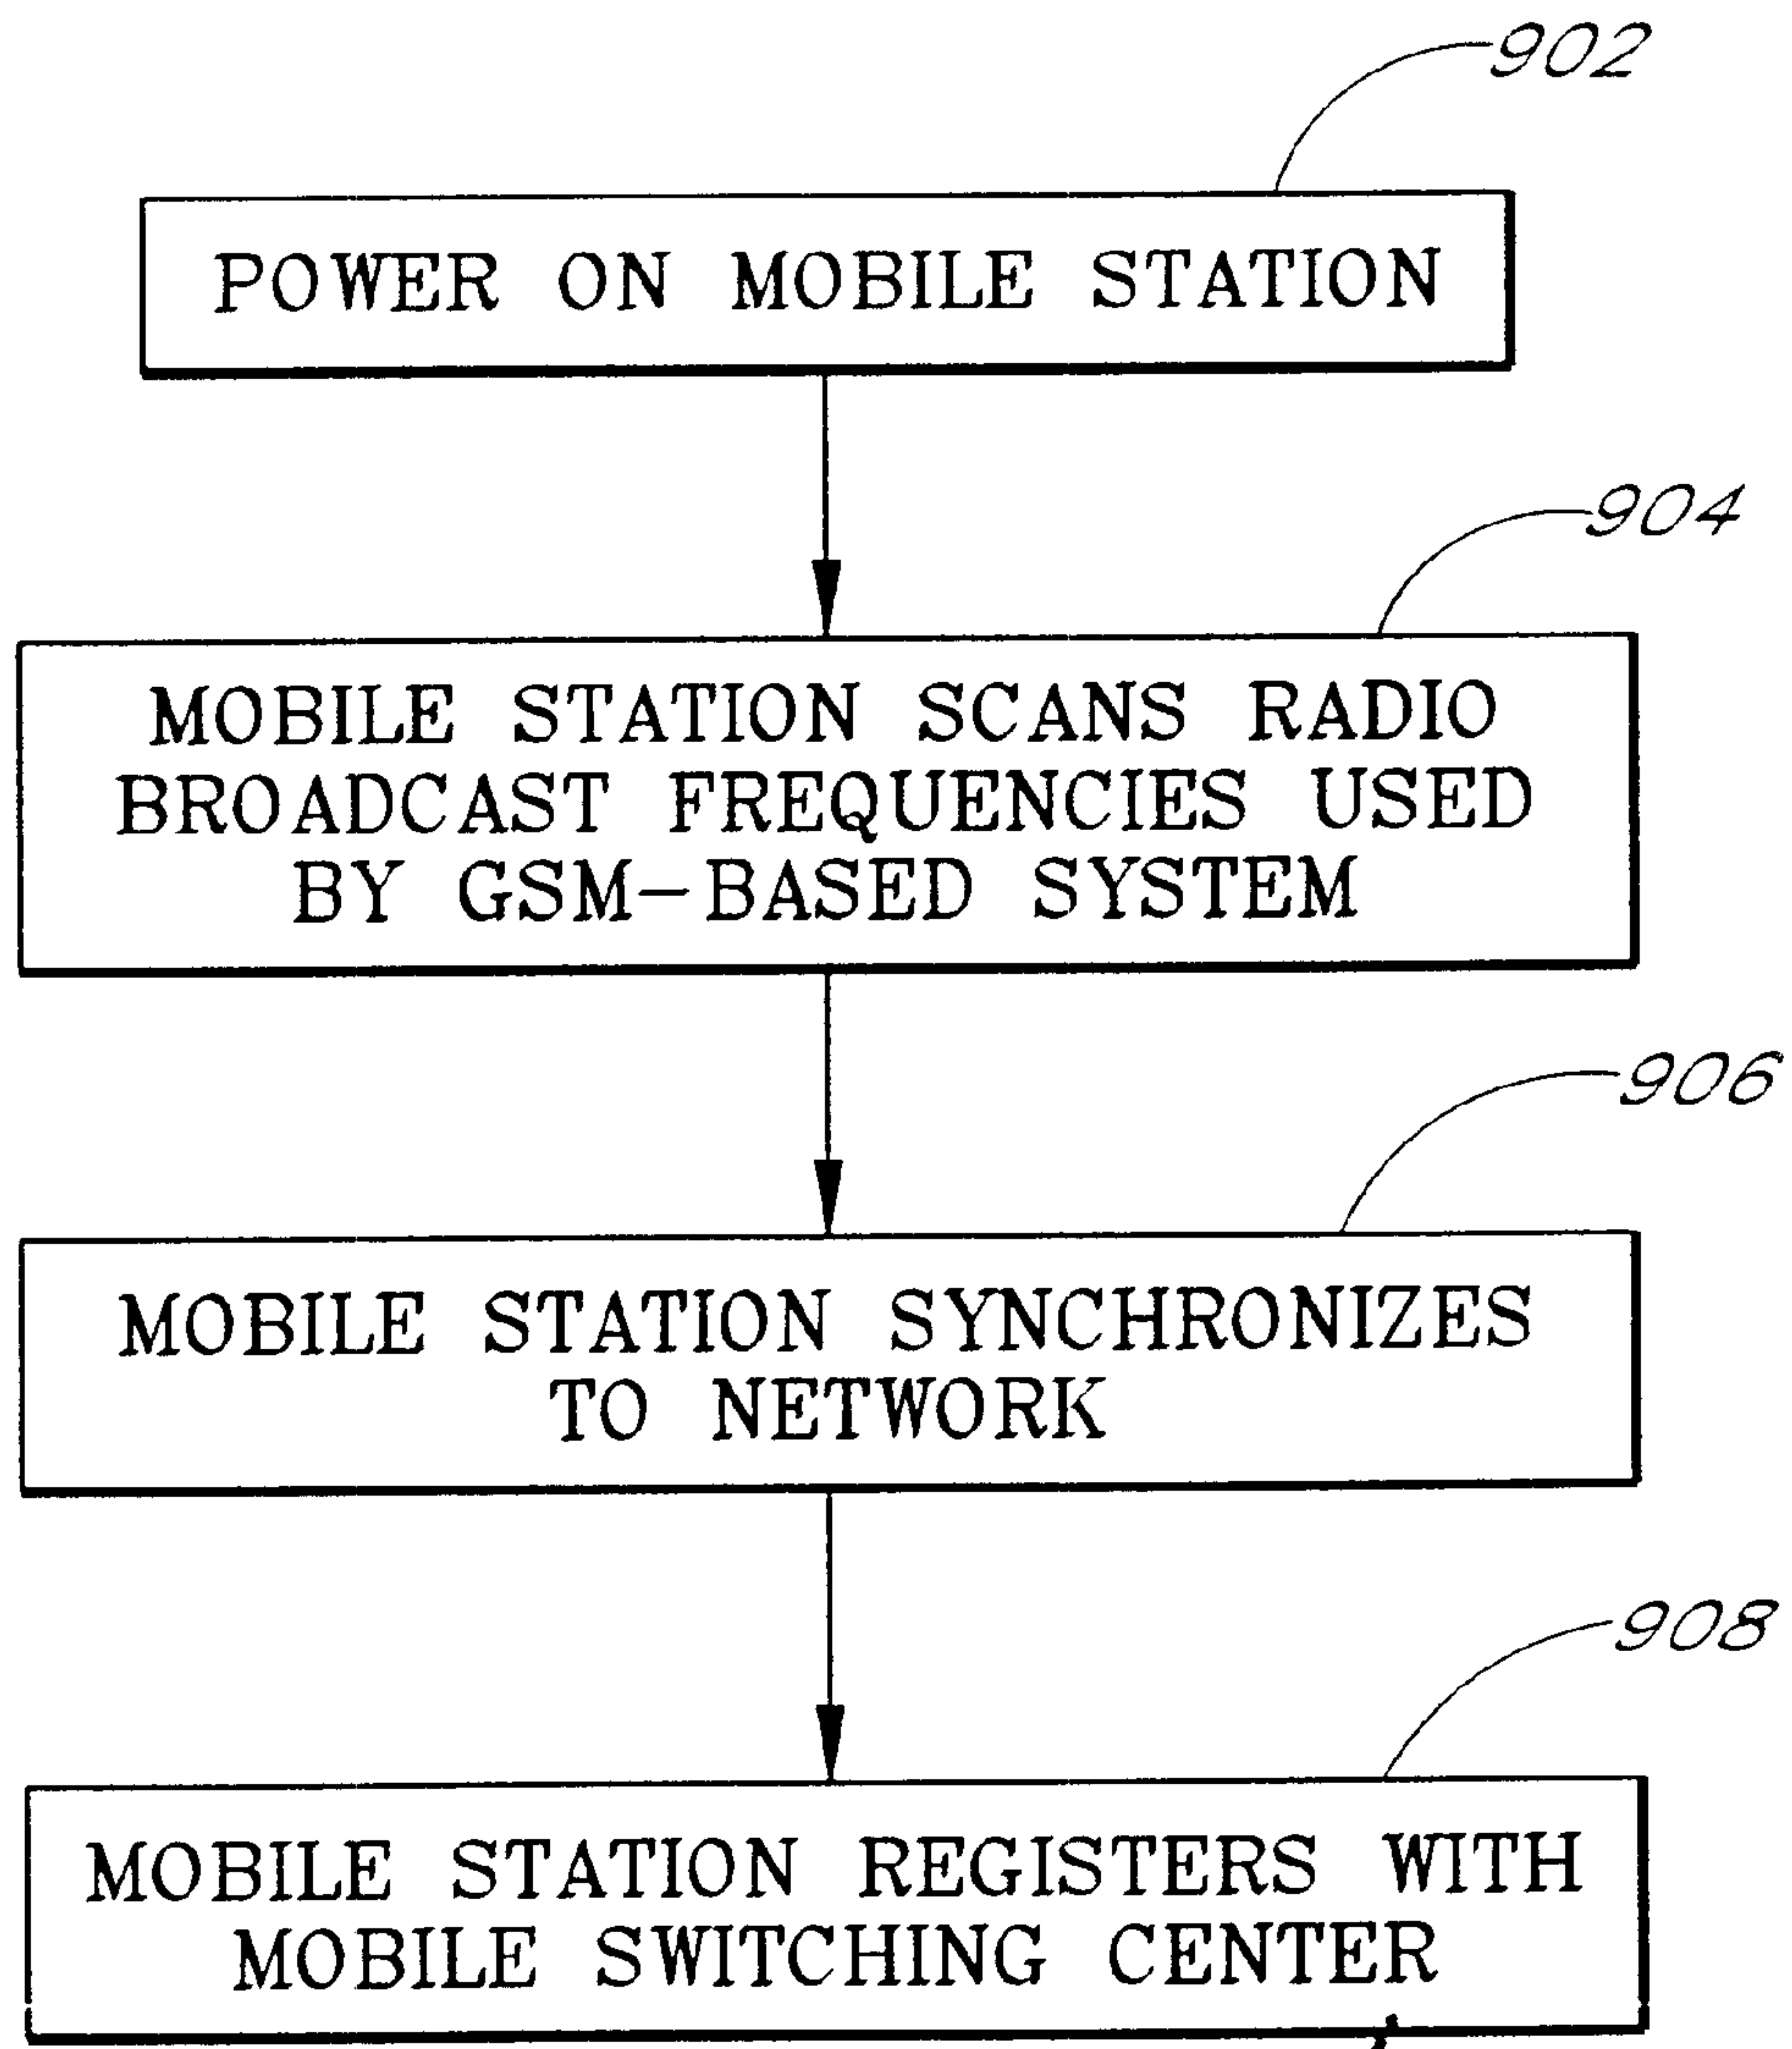 902
POWER ON MOBILE STATION
904
MOBILE STATION SCANS RADIO
BROADCAST FREQUENCIES USED
BY GSM-BASED SYSTEM
906
MOBILE STATION SYNCHRONIZES
TO NETWORK
908
MOBILE STATION REGISTERS WITH
MOBILE SWITCHING CENTER